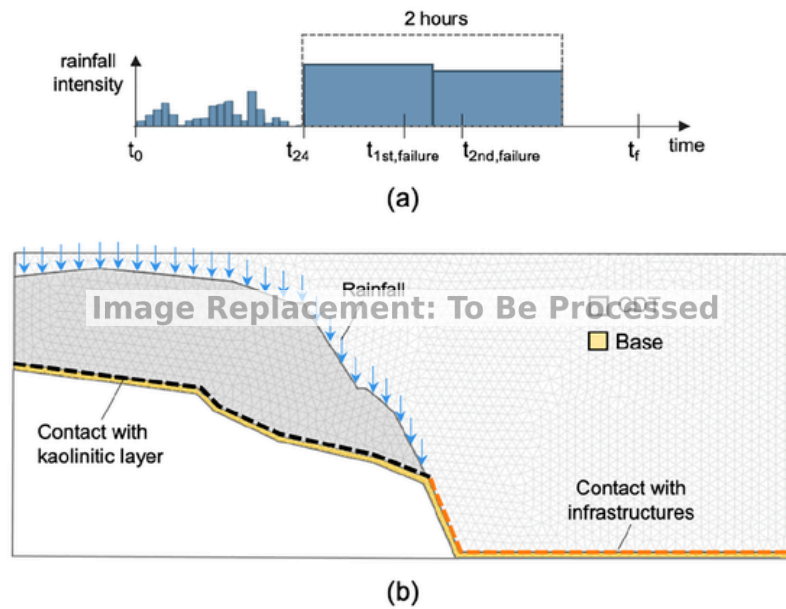 2 hours
rainfall
intensity
t0
t24
t1st,failure
t2nd,failure
tf
time
(a)
Rainfall
Image Replacement: To Be Processed
CDT
Base
Contact with
kaolinitic layer
Contact with
infrastructures
(b)